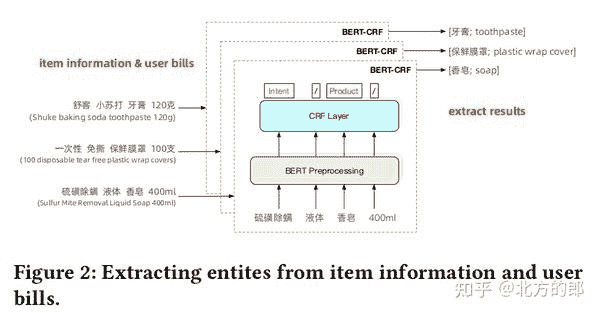 BERT-CRF
[牙膏; toothpaste]
BERT-CRF
[保鲜膜罩; plastic wrap cover]
item information & user bills
BERT-CRF
[香皂; soap]
Intent / Product /
舒客 小苏打 牙膏 120克
(Shuke baking soda toothpaste 120g)
CRF Layer
extract results
一次性 免撕 保鲜膜罩 100支
(100 disposable tear free plastic wrap covers)
BERT Preprocessing
硫磺除螨 液体 香皂 400ml
(Sulfur Mite Removal Liquid Soap 400ml)
硫磺除螨 液体 香皂 400ml
Figure 2: Extracting entites from item information and user
bills.
知乎 @北方的郎